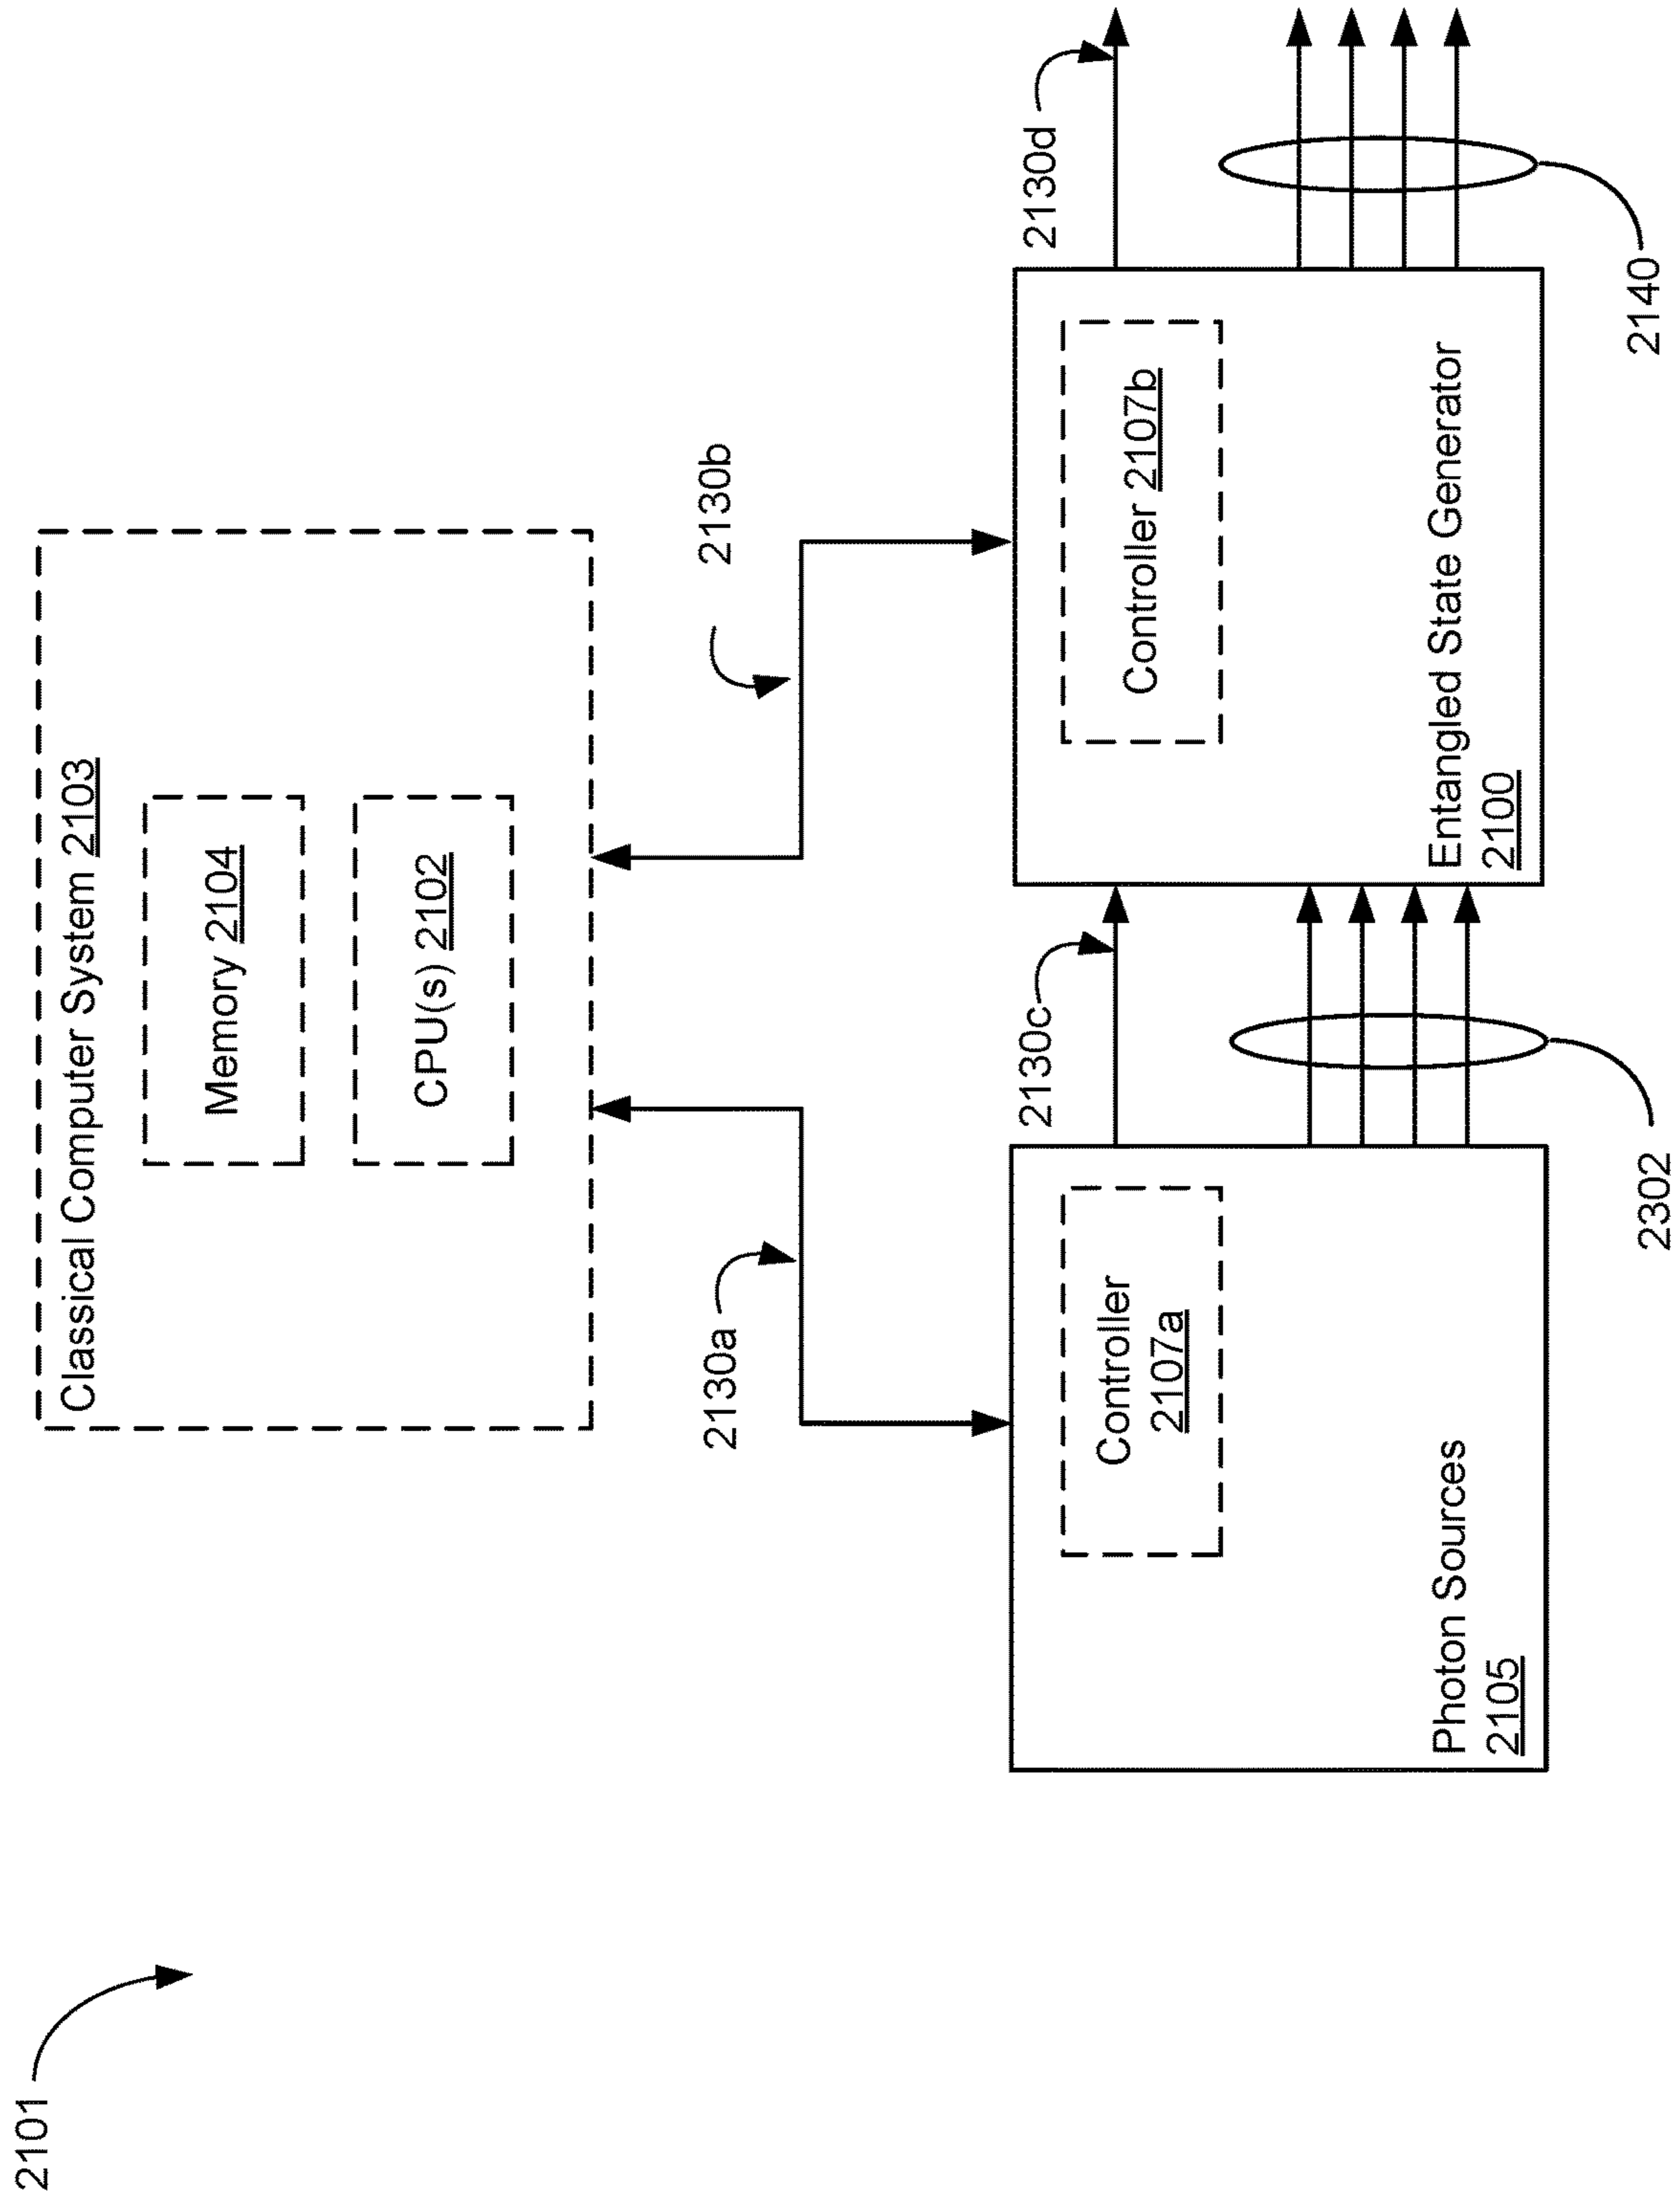 2101
Classical Computer System 2103
Memory 2104
CPU(s) 2102
2130a
2130b
Controller
2107a
Photon Sources
2105
2130c
2302
Controller 2107b
Entangled State Generator
2100
2130d
2140